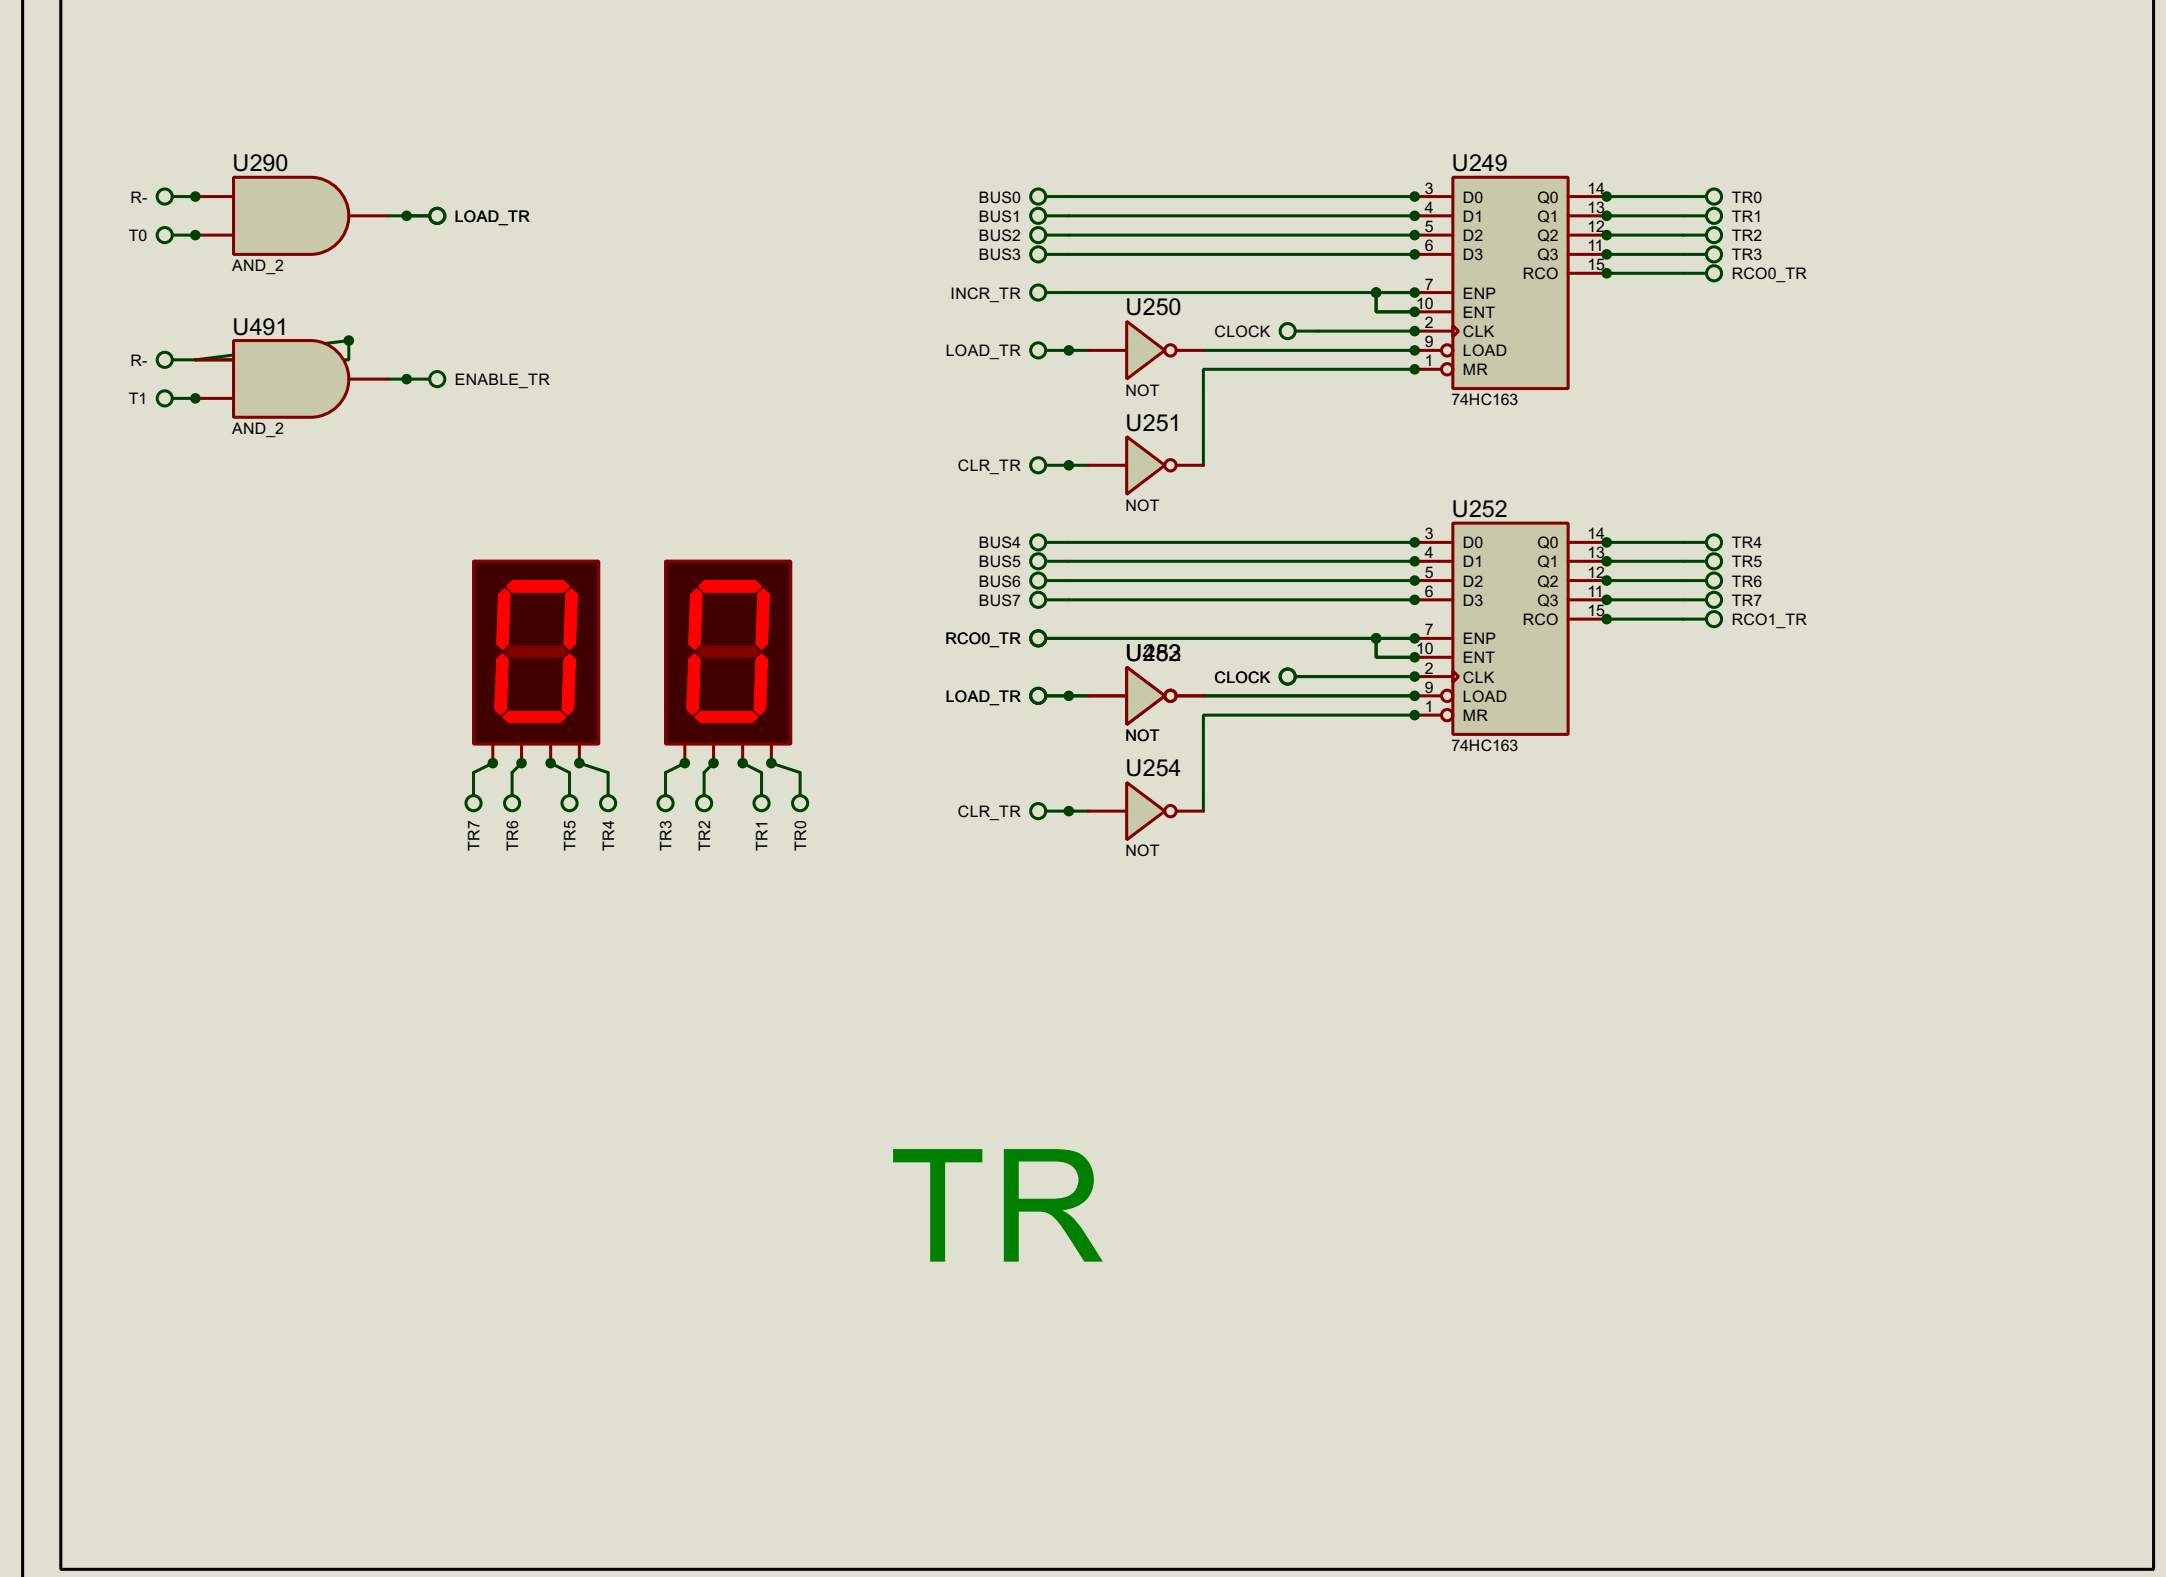 U290
R-
T0
LOAD_TR
AND_2
U491
R-
T1
ENABLE_TR
AND_2
TR7 TR6 TR5 TR4 TR3 TR2 TR1 TR0
U249
BUS0 3 D0 Q0 14 TR0
BUS1 4 D1 Q1 13 TR1
BUS2 5 D2 Q2 12 TR2
BUS3 6 D3 Q3 11 TR3
RCO 15 RCO0_TR
INCR_TR 7 ENP
U250
10 ENT
CLOCK 2 CLK
LOAD_TR 9 LOAD
1 MR
NOT
74HC163
U251
CLR_TR
NOT
U252
BUS4 3 D0 Q0 14 TR4
BUS5 4 D1 Q1 13 TR5
BUS6 5 D2 Q2 12 TR6
BUS7 6 D3 Q3 11 TR7
RCO 15 RCO1_TR
RCO0_TR 7 ENP
10 ENT
CLOCK 2 CLK
LOAD_TR 9 LOAD
1 MR
NOT
74HC163
U254
CLR_TR
NOT
TR